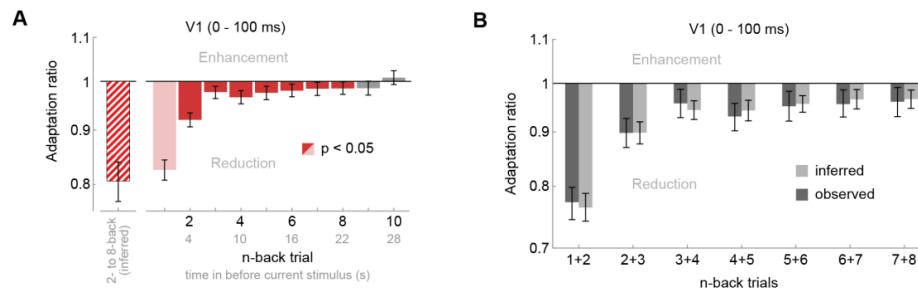 A
V1 (0 - 100 ms)
1.1
Enhancement
1
Adaptation ratio
0.9
p < 0.05
Reduction
0.8
2 4 6 8 10
4 10 16 22 28
n-back trial
time in before current stimulus (s)
2- to 8-back
(inferred)
B
V1 (0 - 100 ms)
1.1
Enhancement
1
Adaptation ratio
0.9
inferred
Reduction
0.8
observed
0.7
1+2 2+3 3+4 4+5 5+6 6+7 7+8
n-back trials